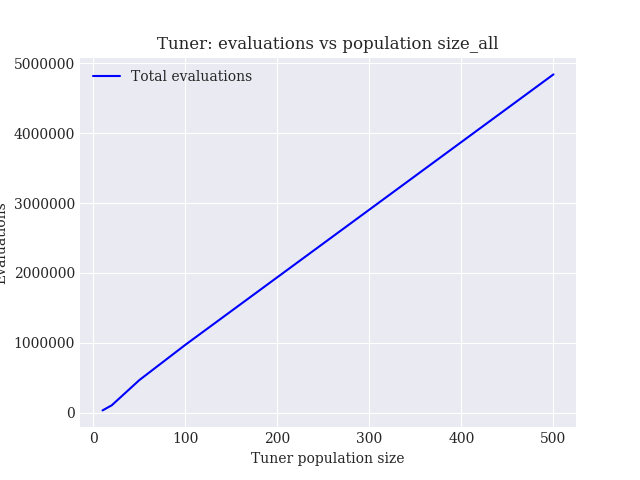 Tuner: evaluations vs population size_all
Total evaluations
5000000
4000000
3000000
2000000
1000000
0
Evaluations
0 100 200 300 400 500
Tuner population size